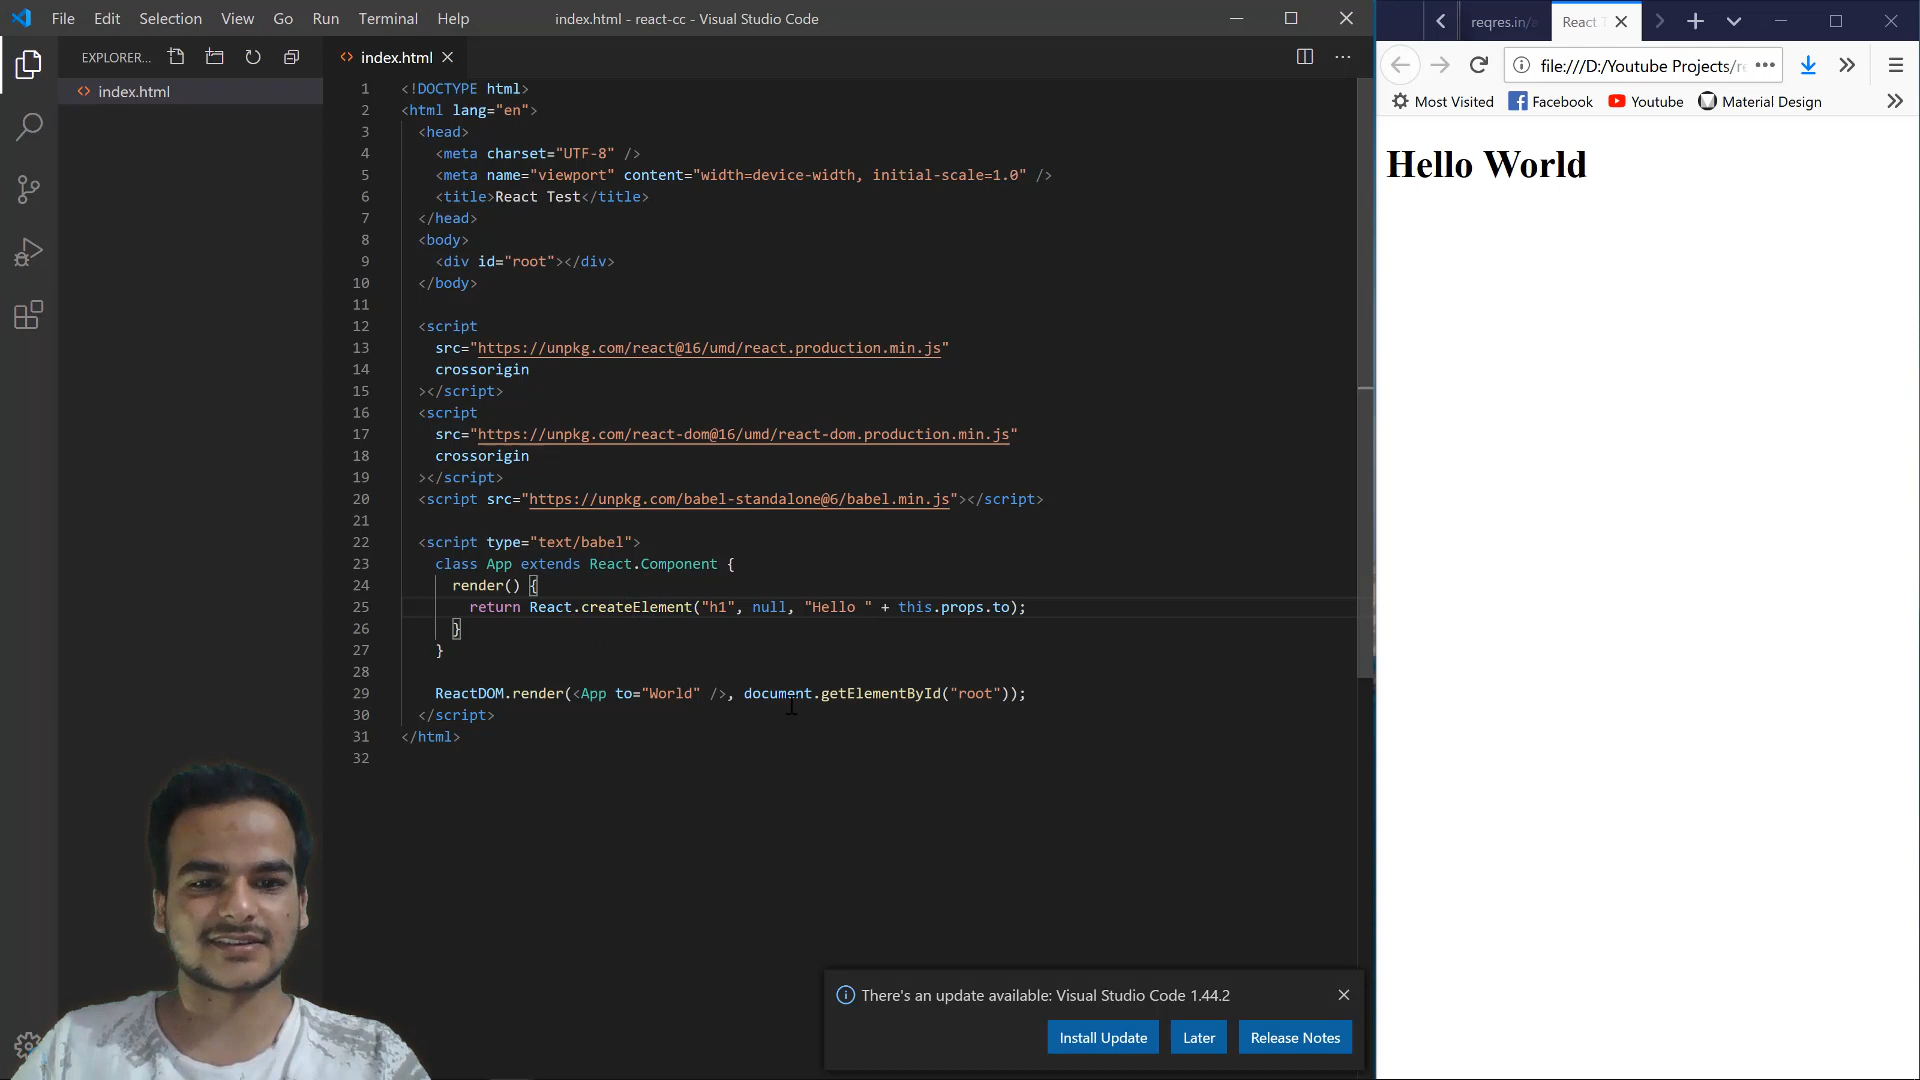 File Edit Selection View Go Run Terminal Help
index.html - react-cc - Visual Studio Code
EXPLORER...
index.html
index.html
1 <!DOCTYPE html>
2 <html lang="en">
3 <head>
4 <meta charset="UTF-8" />
5 <meta name="viewport" content="width=device-width, initial-scale=1.0" />
6 <title>React Test</title>
7 </head>
8 <body>
9 <div id="root"></div>
10 </body>
11
12 <script
13 src="https://unpkg.com/react@16/umd/react.production.min.js"
14 crossorigin
15 ></script>
16 <script
17 src="https://unpkg.com/react-dom@16/umd/react-dom.production.min.js"
18 crossorigin
19 ></script>
20 <script src="https://unpkg.com/babel-standalone@6/babel.min.js"></script>
21
22 <script type="text/babel">
23 class App extends React.Component {
24 render() {
25 return React.createElement("h1", null, "Hello " + this.props.to);
26 }
27 }
28
29 ReactDOM.render(<App to="World" />, document.getElementById("root"));
30 </script>
31 </html>
32
There's an update available: Visual Studio Code 1.44.2
Install Update Later Release Notes
reqres.in/a React T
file:///D:/Youtube Projects/re
Most Visited Facebook Youtube Material Design
Hello World